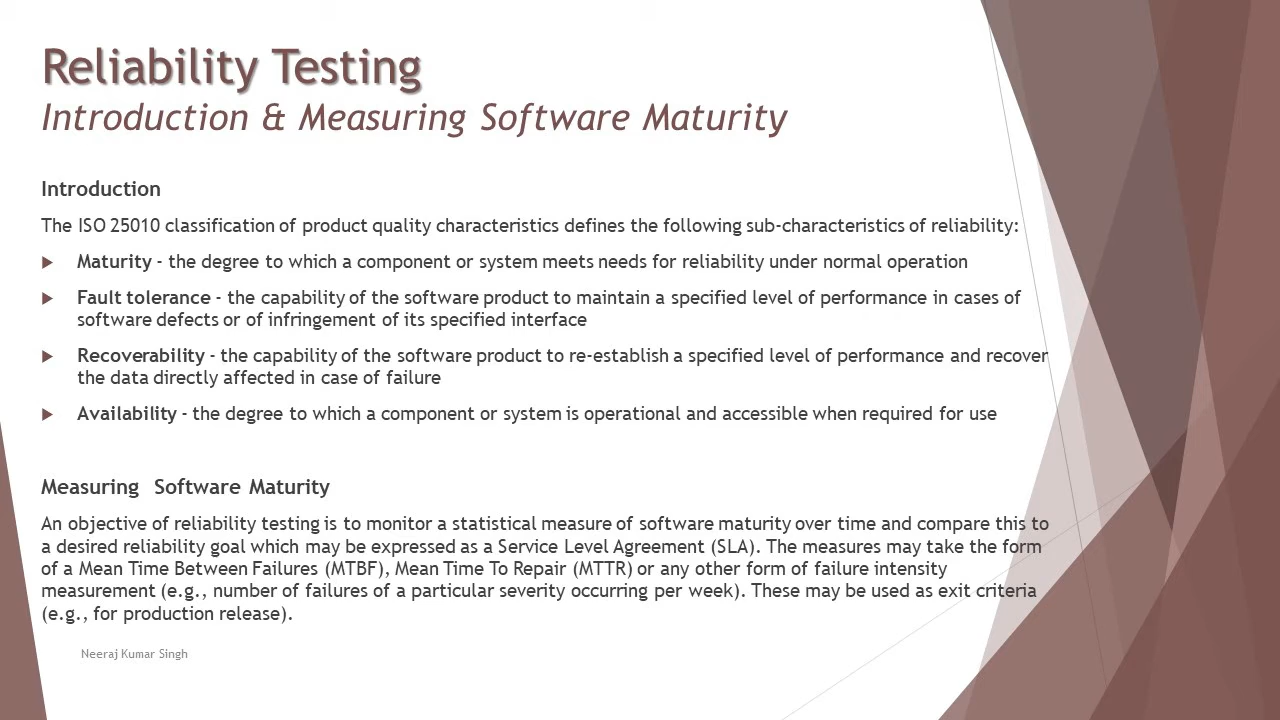 Reliability Testing
Introduction & Measuring Software Maturity
Introduction
The ISO 25010 classification of product quality characteristics defines the following sub-characteristics of reliability:
Maturity - the degree to which a component or system meets needs for reliability under normal operation
Fault tolerance - the capability of the software product to maintain a specified level of performance in cases of
software defects or of infringement of its specified interface
Recoverability - the capability of the software product to re-establish a specified level of performance and recover
the data directly affected in case of failure
Availability - the degree to which a component or system is operational and accessible when required for use
Measuring Software Maturity
An objective of reliability testing is to monitor a statistical measure of software maturity over time and compare this to
a desired reliability goal which may be expressed as a Service Level Agreement (SLA). The measures may take the form
of a Mean Time Between Failures (MTBF), Mean Time To Repair (MTTR) or any other form of failure intensity
measurement (e.g., number of failures of a particular severity occurring per week). These may be used as exit criteria
(e.g., for production release).
Neeraj Kumar Singh